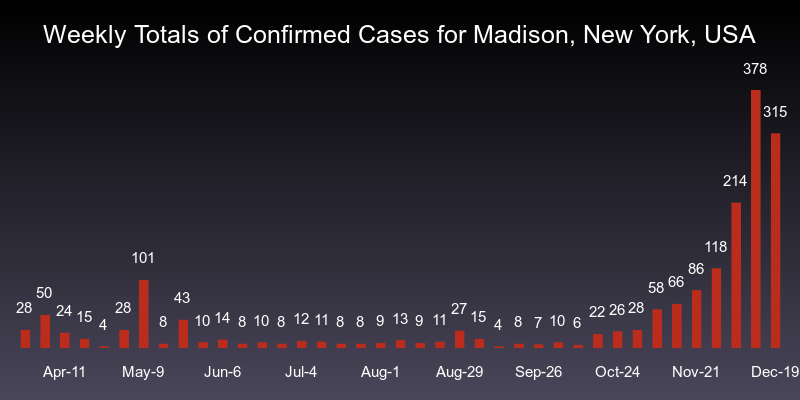 Weekly Totals of Confirmed Cases for Madison, New York, USA
28 50 24 15 4 28 101 8 43 10 14 8 10 8 12 11 8 8 9 13 9 11 27 15 4 8 7 10 6 22 26 28 58 66 86 118 214 378 315
Apr-11 May-9 Jun-6 Jul-4 Aug-1 Aug-29 Sep-26 Oct-24 Nov-21 Dec-19